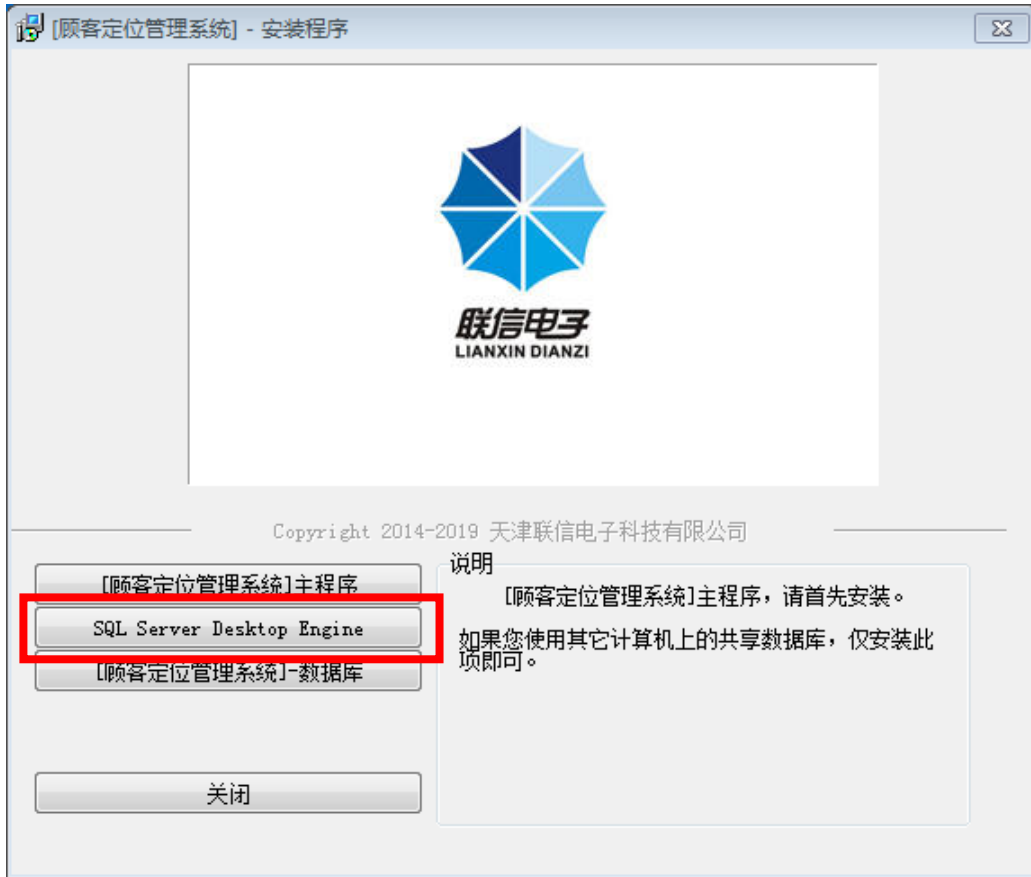 [顾客定位管理系统] - 安装程序
联信电子
LIANXIN DIANZI
Copyright 2014-2019 天津联信电子科技有限公司
[顾客定位管理系统]主程序
SQL Server Desktop Engine
[顾客定位管理系统]-数据库
关闭
说明
[顾客定位管理系统]主程序，请首先安装。
如果您使用其它计算机上的共享数据库，仅安装此
项即可。